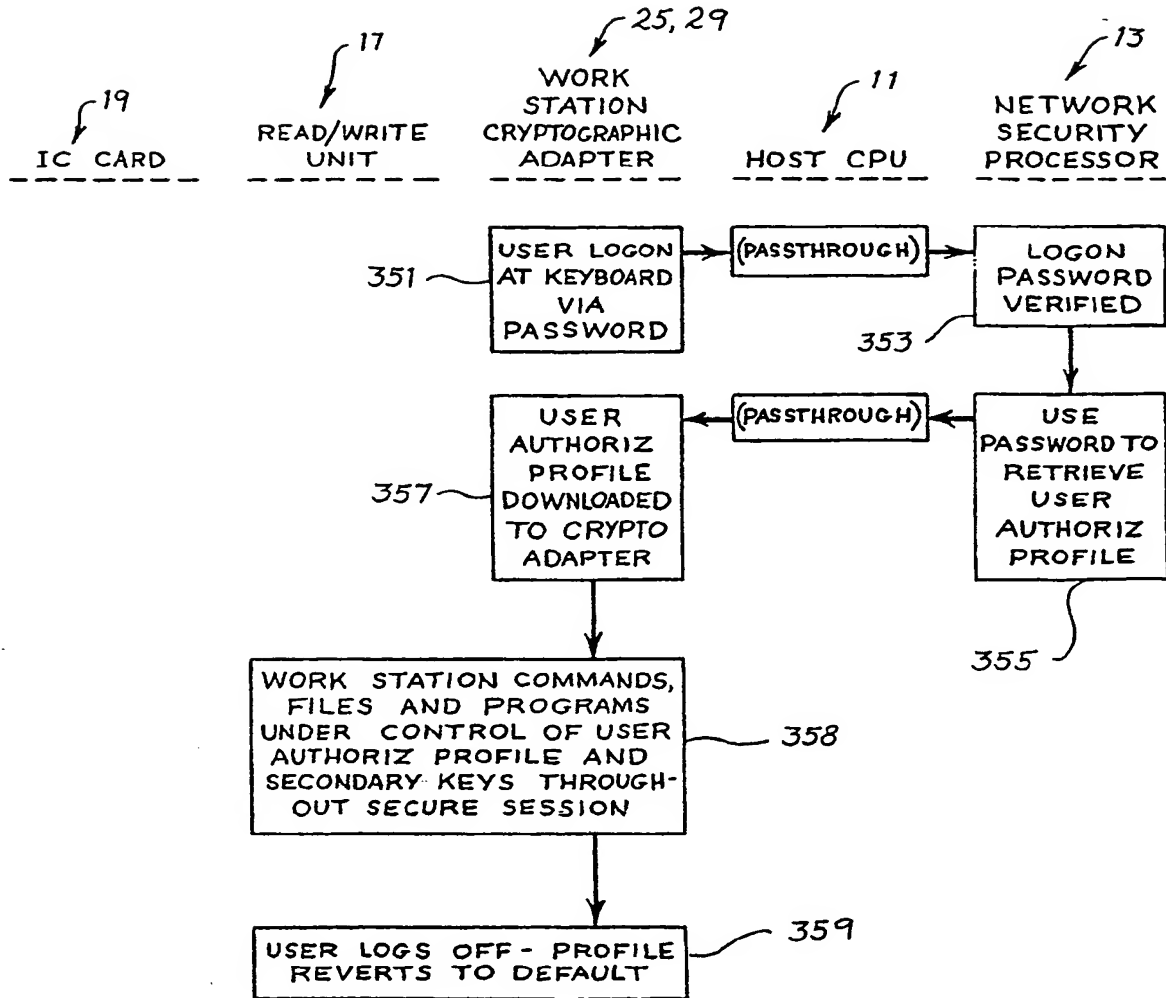 19
IC CARD
17
READ/WRITE
UNIT
25, 29
WORK
STATION
CRYPTOGRAPHIC
ADAPTER
11
HOST CPU
13
NETWORK
SECURITY
PROCESSOR
351
USER LOGON
AT KEYBOARD
VIA
PASSWORD
(PASSTHROUGH)
LOGON
PASSWORD
VERIFIED
353
357
USER
AUTHORIZ
PROFILE
DOWNLOADED
TO CRYPTO
ADAPTER
(PASSTHROUGH)
USE
PASSWORD TO
RETRIEVE
USER
AUTHORIZ
PROFILE
355
WORK STATION COMMANDS,
FILES AND PROGRAMS
UNDER CONTROL OF USER
AUTHORIZ PROFILE AND
SECONDARY KEYS THROUGH-
OUT SECURE SESSION
358
USER LOGS OFF - PROFILE
REVERTS TO DEFAULT
359